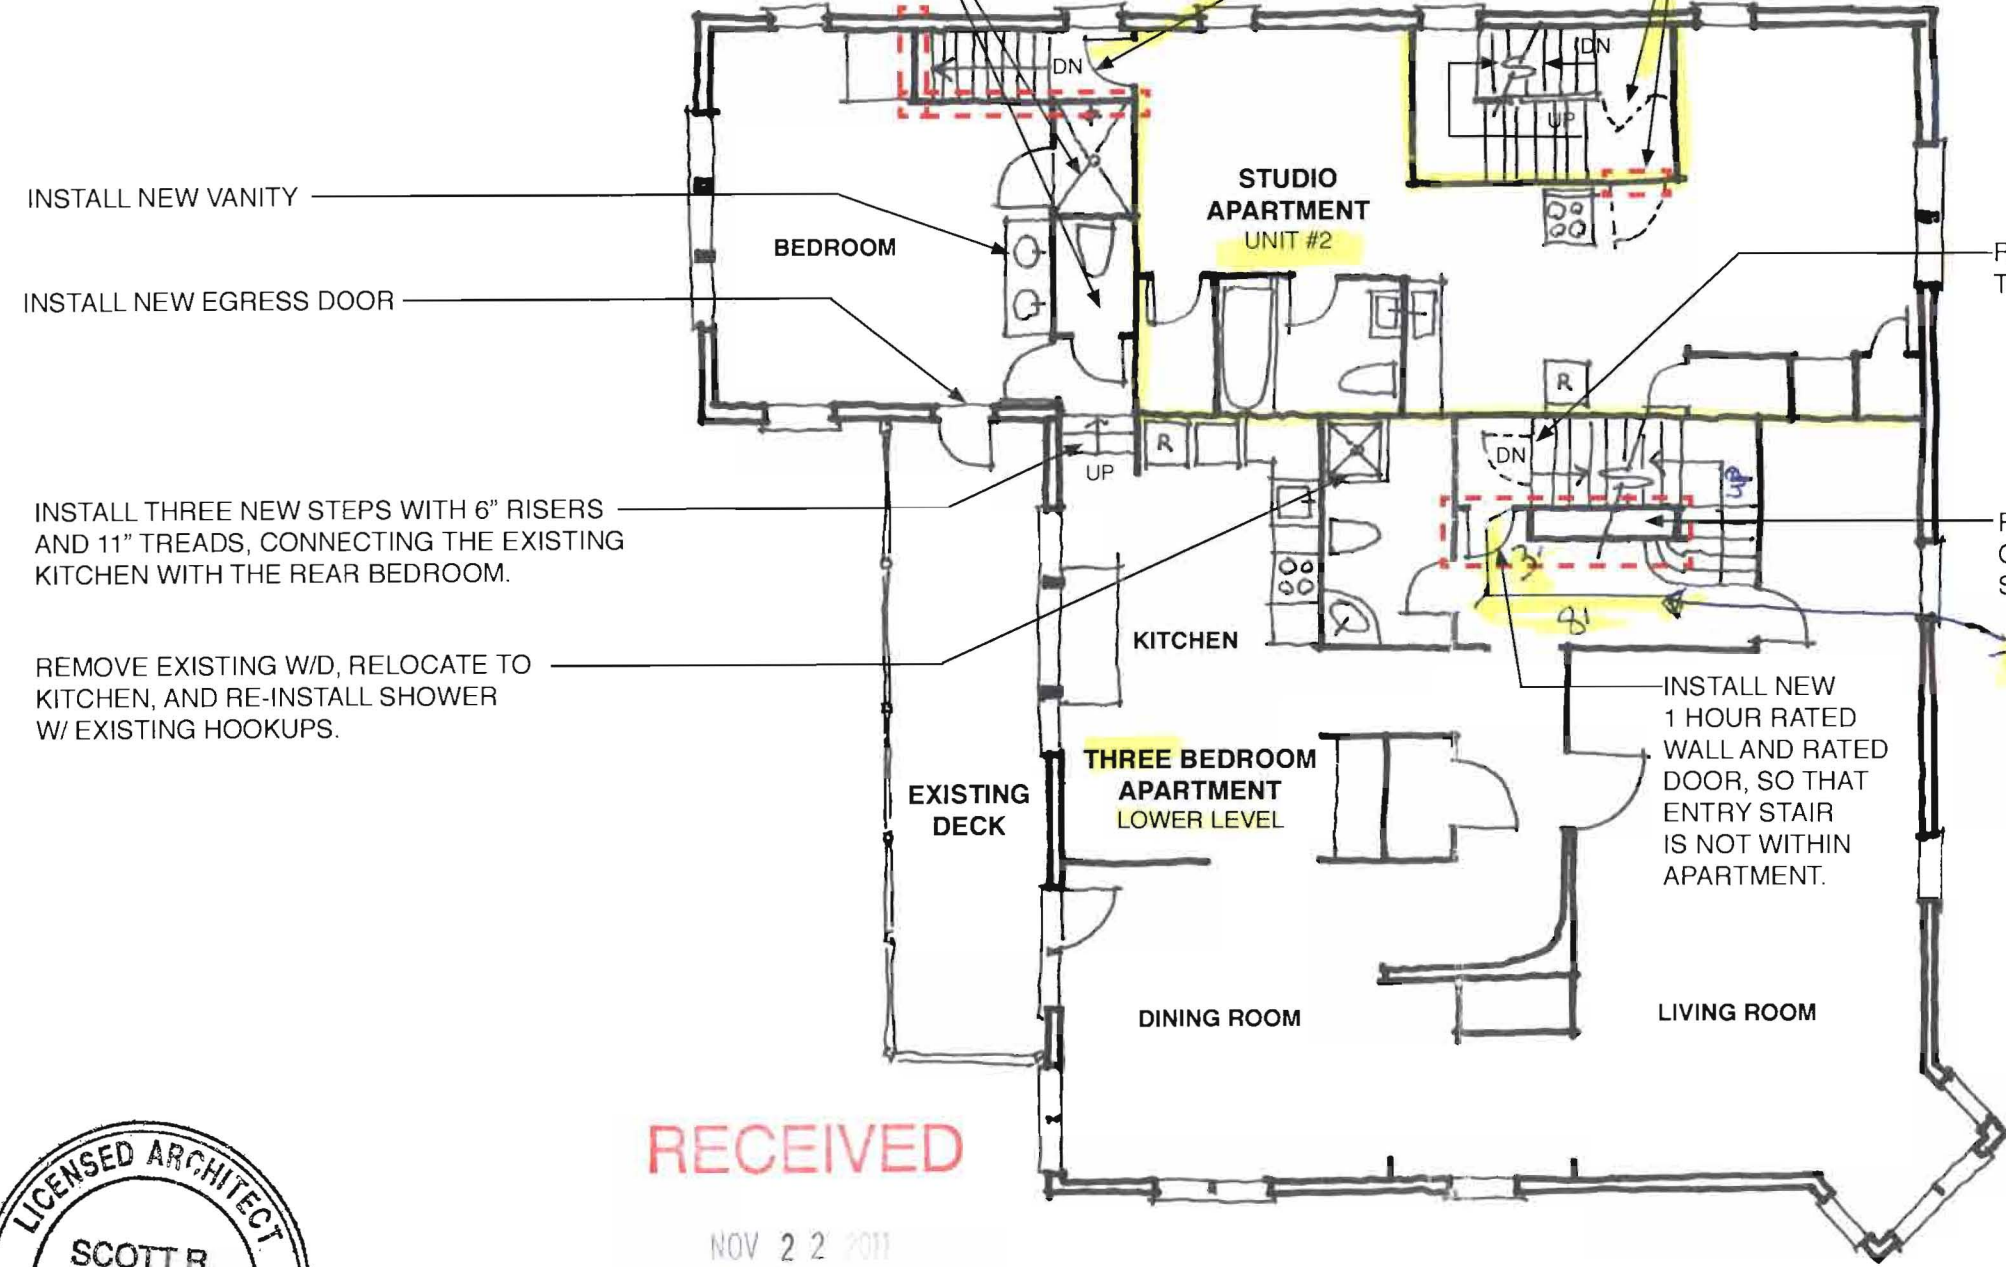 DN
DN
UP
INSTALL NEW VANITY
STUDIO
APARTMENT
UNIT #2
BEDROOM
INSTALL NEW EGRESS DOOR
R
R
DN
UP
UP
INSTALL THREE NEW STEPS WITH 6" RISERS
AND 11" TREADS, CONNECTING THE EXISTING
KITCHEN WITH THE REAR BEDROOM.
3'
8'
REMOVE EXISTING W/D, RELOCATE TO
KITCHEN, AND RE-INSTALL SHOWER
W/ EXISTING HOOKUPS.
KITCHEN
INSTALL NEW
1 HOUR RATED
WALL AND RATED
DOOR, SO THAT
ENTRY STAIR
IS NOT WITHIN
APARTMENT.
THREE BEDROOM
APARTMENT
LOWER LEVEL
EXISTING
DECK
DINING ROOM
LIVING ROOM
RECEIVED
NOV 22 2011
LICENSED ARCHITECT
SCOTT R